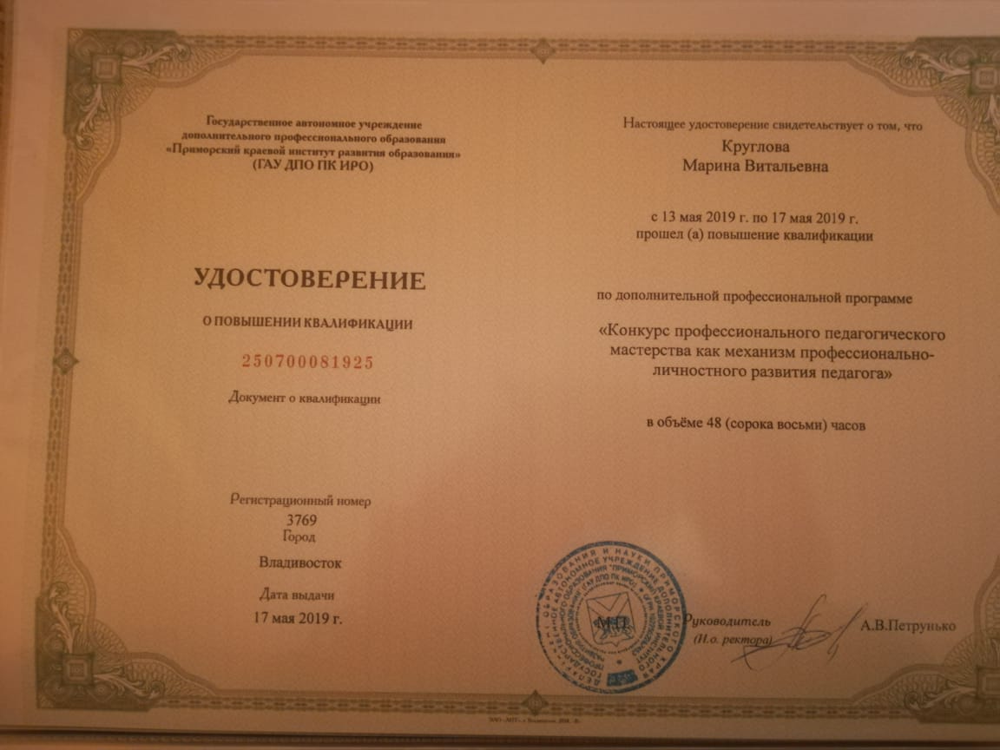 Государственное автономное учреждение
дополнительного профессионального образования
«Приморский краевой институт развития образования»
(ГАУ ДПО ПК ИРО)
УДОСТОВЕРЕНИЕ
О ПОВЫШЕНИИ КВАЛИФИКАЦИИ
250700081925
Документ о квалификации
Регистрационный номер
3769
Город
Владивосток
Дата выдачи
17 мая 2019 г.
Настоящее удостоверение свидетельствует о том, что
Круглова
Марина Витальевна
с 13 мая 2019 г. по 17 мая 2019 г.
прошел (а) повышение квалификации
по дополнительной профессиональной программе
«Конкурс профессионального педагогического
мастерства как механизм профессионально-
личностного развития педагога»
в объёме 48 (сорока восьми) часов
М.П.
Руководитель
(И.о. ректора)
А.В.Петрунько